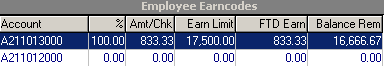 Employee Earncodes
Account % Amt/Chk Earn Limit FTD Earn Balance Rem
A211013000 100.00 833.33 17,500.00 833.33 16,666.67
A211012000 0.00 0.00 0.00 0.00 0.00